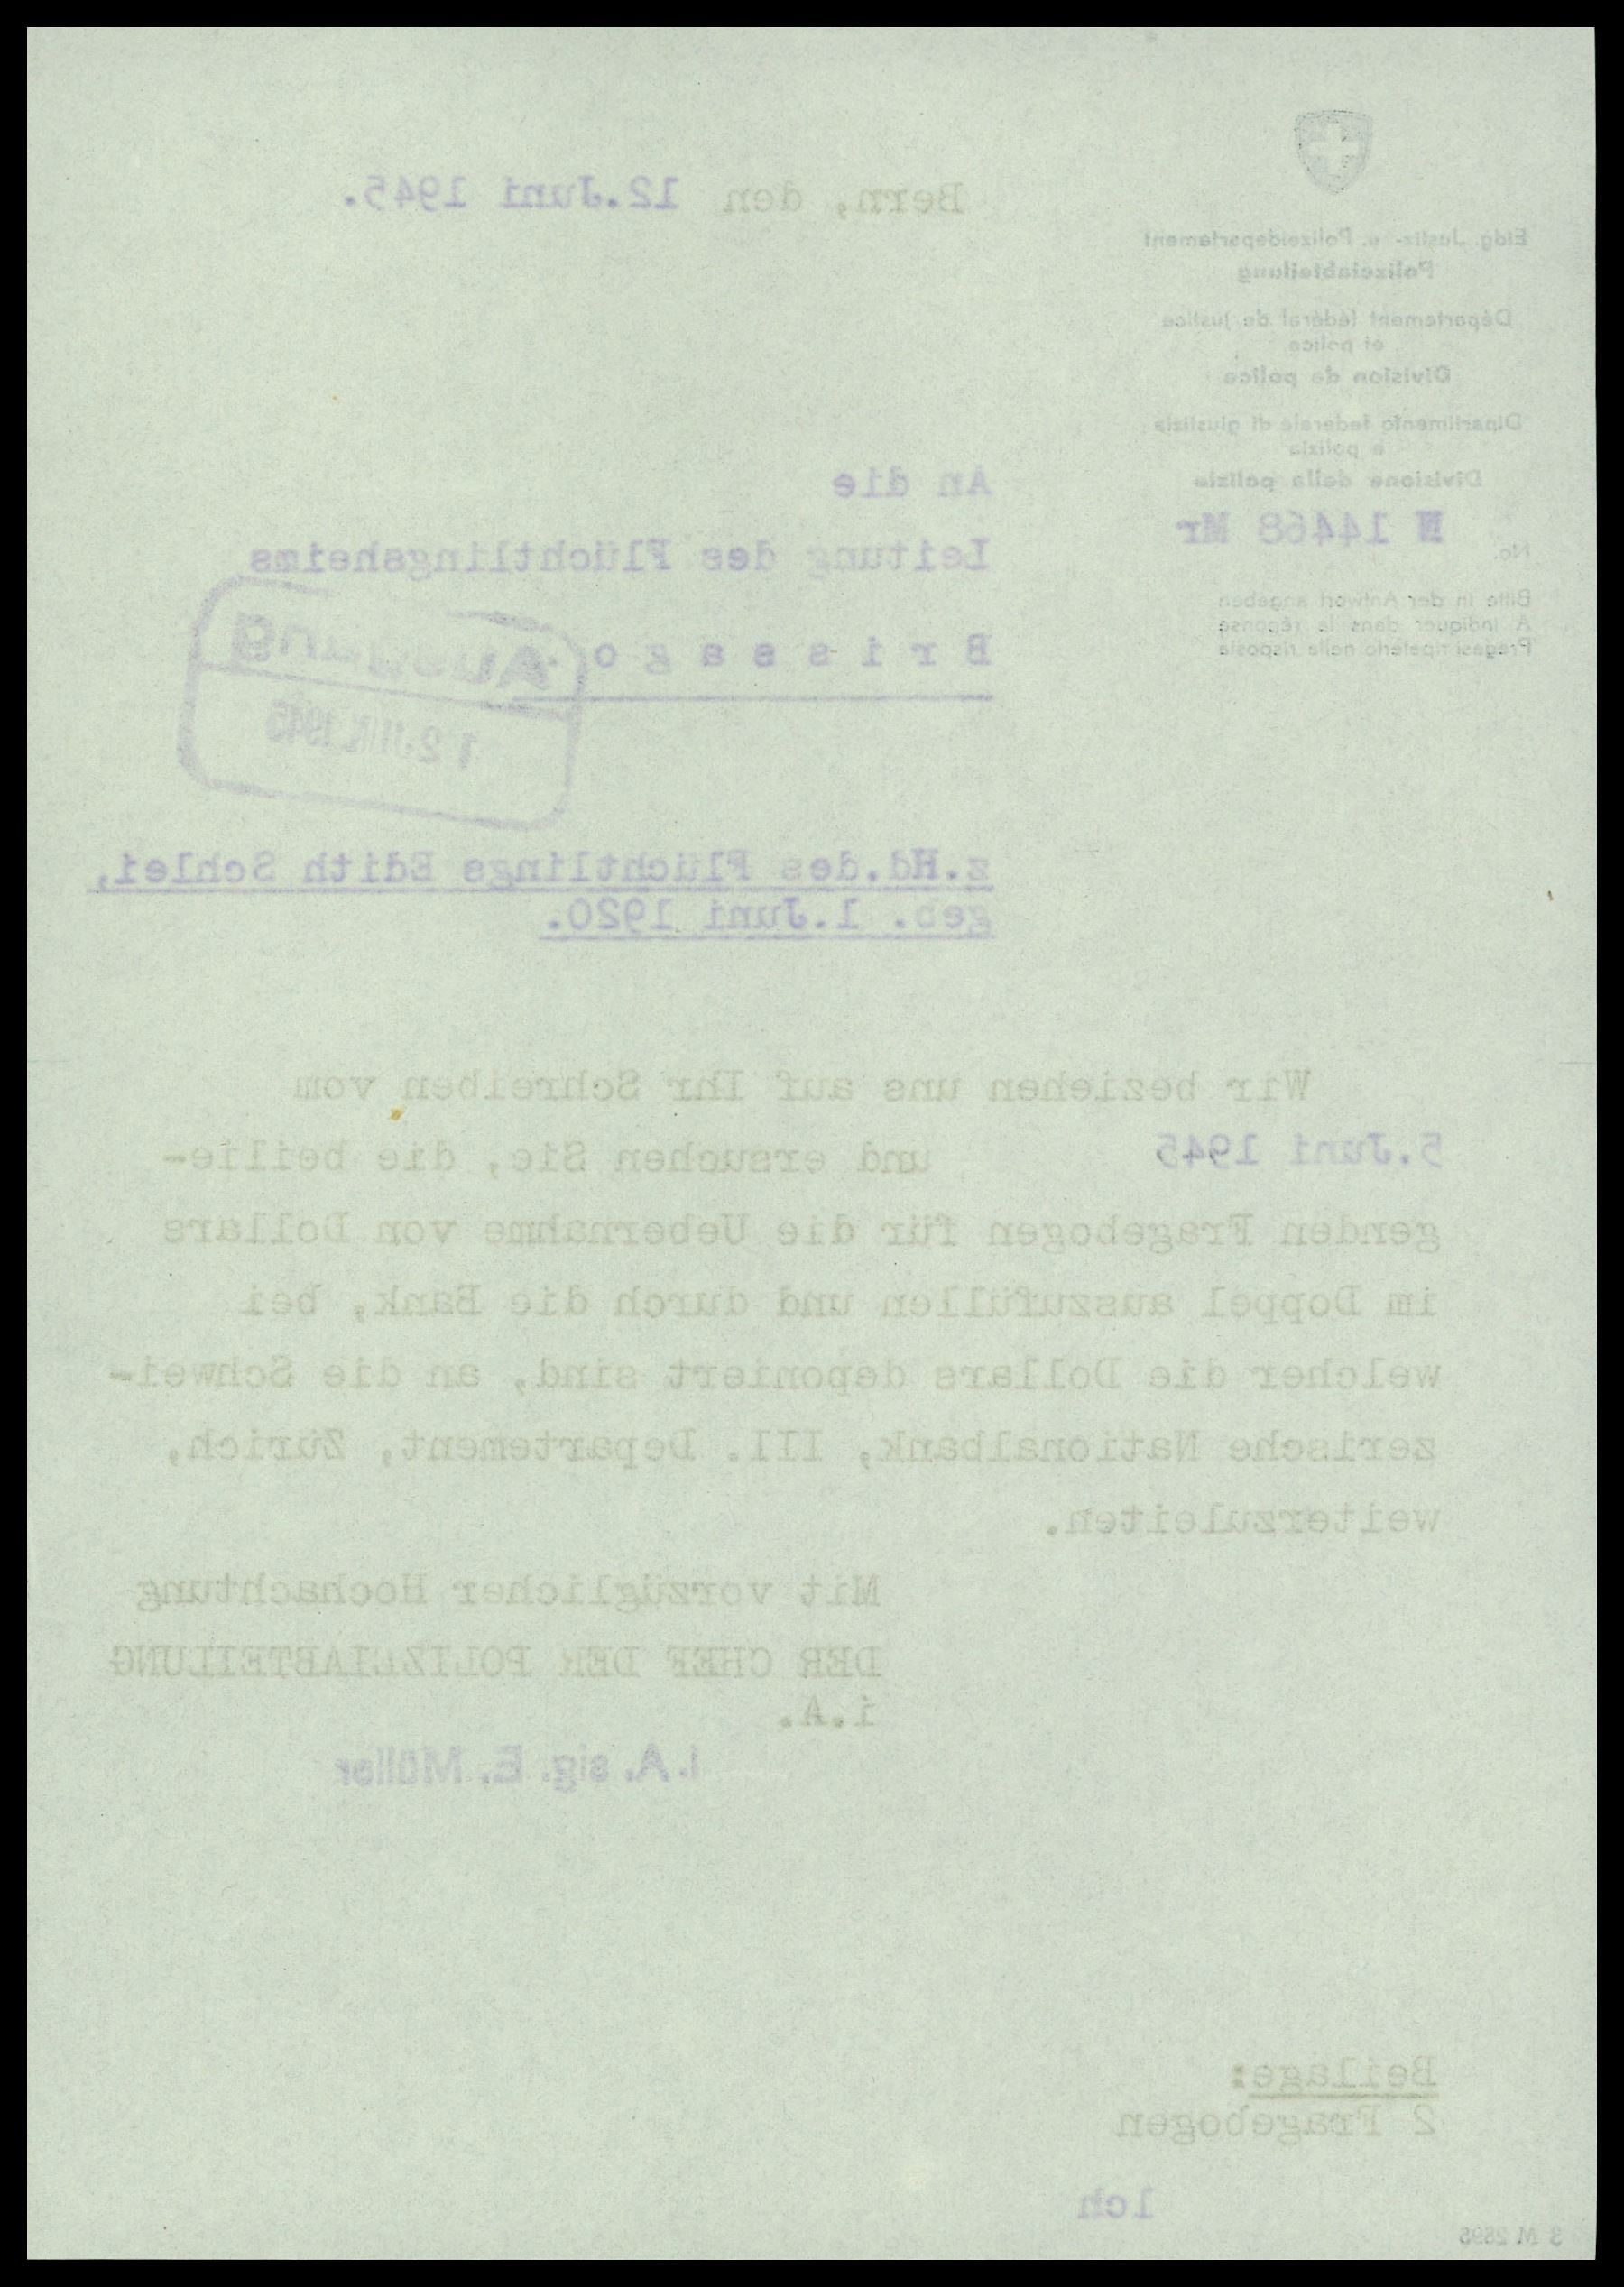 Eidg. Justiz- u. Polizeidepartement
Polizeiabteilung
Département fédéral de justice
et police
Division de police
Dipartimento federale di giustizia
e polizia
Divisione della polizia
No. N 14468 Mr
Bitte in der Antwort angeben
A indiquer dans la réponse
Pregasi ripeterlo nella risposta
Bern, den 12.Juni 1945.
An die
Leitung des Flüchtlingsheims
B r i s s a g o
Ausgang
12. JUNI 1945
z.Hd.des Flüchtlings Edith Schlei,
geb. 1.Juni 1920.
Wir beziehen uns auf Ihr Schreiben vom
5.Juni 1945 und ersuchen Sie, die beilie-
genden Fragebogen für die Uebernahme von Dollars
im Doppel auszufüllen und durch die Bank, bei
welcher die Dollars deponiert sind, an die Schwei-
zerische Nationalbank, III. Departement, Zürich,
weiterzuleiten.
Mit vorzüglicher Hochachtung
DER CHEF DER POLIZEIABTEILUNG
i.A.
i. A. sig. E. Müller
Beilage:
2 Fragebogen
lch